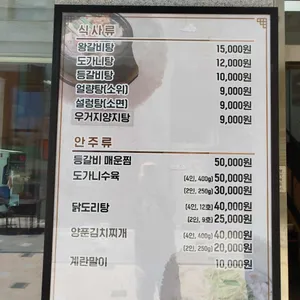 식사류
왕갈비탕 15,000원
도가니탕 12,000원
등갈비탕 10,000원
얼큰탕(소위) 9,000원
설렁탕(소면) 9,000원
우거지양지탕 9,000원
안주류
등갈비 매운찜 50,000원
도가니수육 (4인, 400g) 50,000원
(2인, 250g) 30,000원
닭도리탕 (4인, 12호) 40,000원
(2인, 9호) 25,000원
양푼김치찌개 (4인, 400g) 40,000원
(2인, 250g) 20,000원
계란말이 10,000원